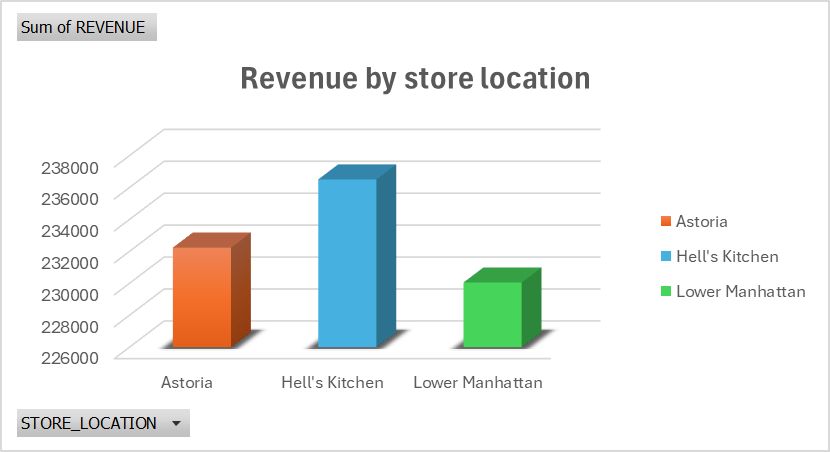 Sum of REVENUE
Revenue by store location
238000
236000
234000
232000
230000
228000
226000
Astoria
Hell's Kitchen
Lower Manhattan
Astoria
Hell's Kitchen
Lower Manhattan
STORE_LOCATION